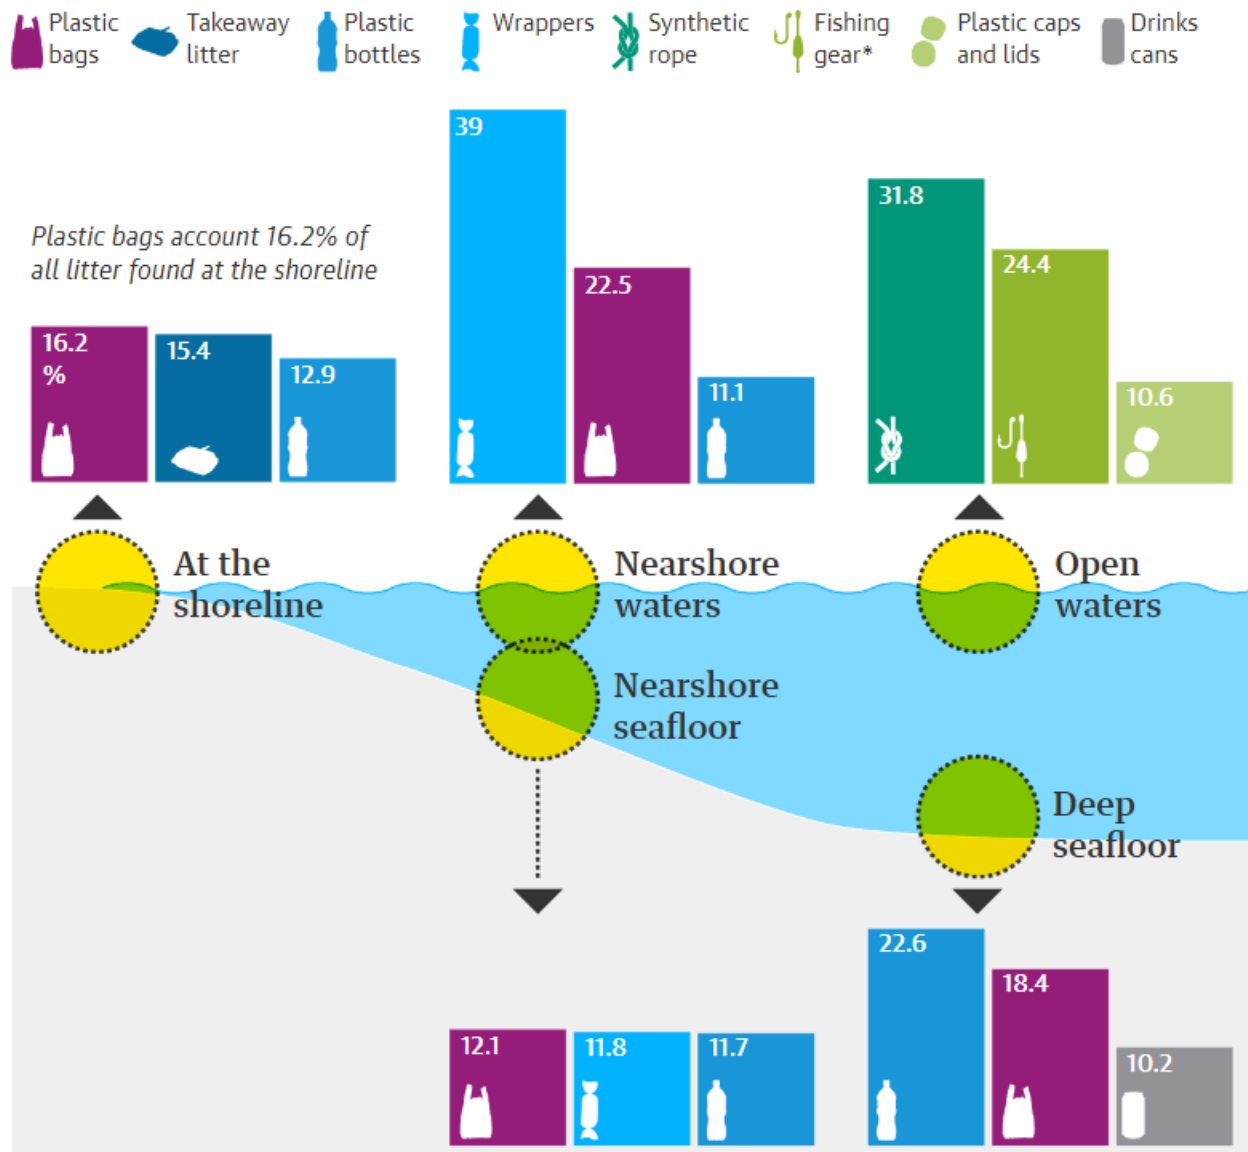 Plastic
bags
Takeaway
litter
Plastic
bottles
Wrappers
Synthetic
rope
Fishing
gear*
Plastic caps
and lids
Drinks
cans
Plastic bags account 16.2% of
all litter found at the shoreline
16.2
%
15.4
12.9
39
22.5
11.1
31.8
24.4
10.6
At the
shoreline
Nearshore
waters
Open
waters
Nearshore
seafloor
Deep
seafloor
12.1
11.8
11.7
22.6
18.4
10.2